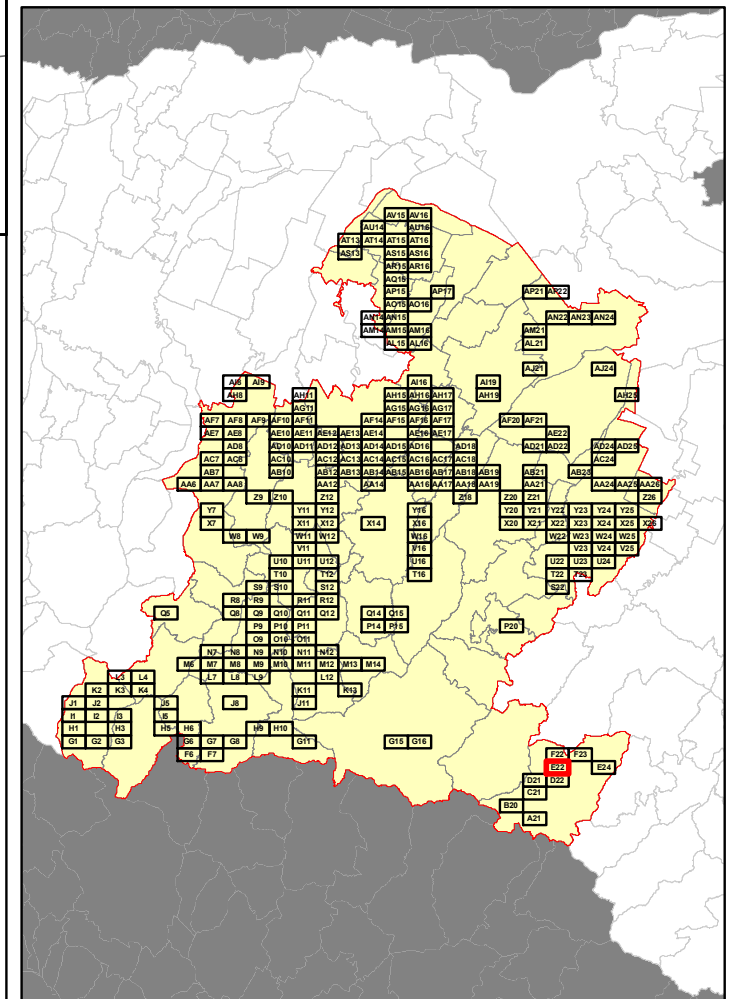 AV15 AV16
AU14 AU16
AT13 AT14 AT15 AT16
AS13 AS15 AS16
AR15 AR16
AQ15
AP15 AP17 AP21 AP22
AO15 AO16
AN14 AN15 AN22 AN23 AN24
AM14 AM15 AM16 AM21
AL15 AL16 AL21
AJ21 AJ24
AI8 AI9 AI16 AI19
AH8 AH11 AH15 AH16 AH17 AH19 AH25
AG11 AG15 AG16 AG17
AF7 AF8 AF9 AF10 AF11 AF14 AF15 AF16 AF17 AF20 AF21
AE7 AE8 AE10 AE11 AE12 AE13 AE14 AE16 AE17 AE22
AD8 AD10 AD11 AD12 AD13 AD14 AD15 AD16 AD18 AD21 AD22 AD24 AD25
AC7 AC8 AC10 AC12 AC13 AC14 AC15 AC16 AC17 AC18 AC24
AB7 AB10 AB12 AB13 AB14 AB15 AB16 AB17 AB18 AB19 AB21 AB23
AA6 AA7 AA8 AA12 AA14 AA16 AA17 AA18 AA19 AA21 AA24 AA25 AA26
Z9 Z10 Z12 Z18 Z20 Z21 Z26
Y7 Y11 Y12 Y16 Y20 Y21 Y22 Y23 Y24 Y25
X7 X11 X12 X14 X16 X20 X21 X22 X23 X24 X25 X26
W8 W9 W11 W12 W16 W22 W23 W24 W25
V11 V16 V23 V24 V25
U10 U11 U12 U16 U22 U23 U24
T10 T12 T16 T22 T23
S9 S10 S12 S22
R8 R9 R11 R12
Q5 Q8 Q9 Q10 Q11 Q12 Q14 Q15
P9 P10 P11 P14 P15 P20
O9 O10 O11
N7 N8 N9 N10 N11 N12
M6 M7 M8 M9 M10 M11 M12 M13 M14
L3 L4 L7 L8 L9 L12
K2 K3 K4 K11 K13
J1 J2 J5 J8 J11
I1 I2 I3 I5
H1 H3 H5 H6 H9 H10
G1 G2 G3 G6 G7 G8 G11 G15 G16
F6 F7 F22 F23
E22 E24
D21 D22
C21
B20
A21